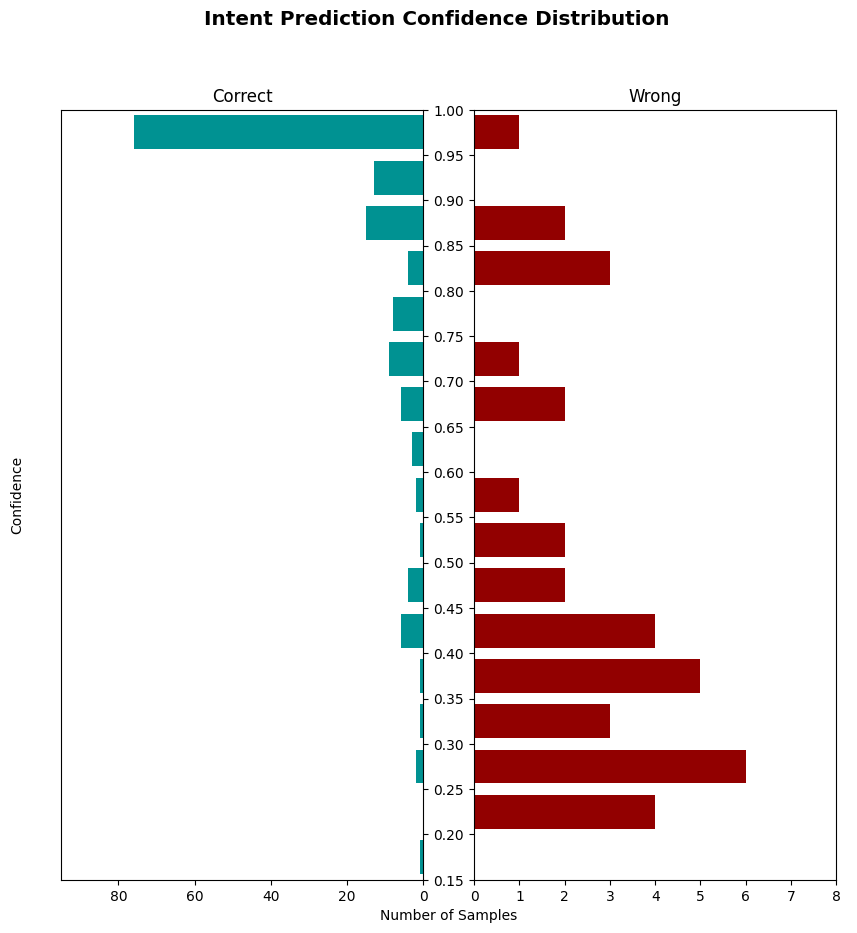 Intent Prediction Confidence Distribution
Correct
Wrong
Confidence
1.00
0.95
0.90
0.85
0.80
0.75
0.70
0.65
0.60
0.55
0.50
0.45
0.40
0.35
0.30
0.25
0.20
0.15
80 60 40 20 0
0 1 2 3 4 5 6 7 8
Number of Samples